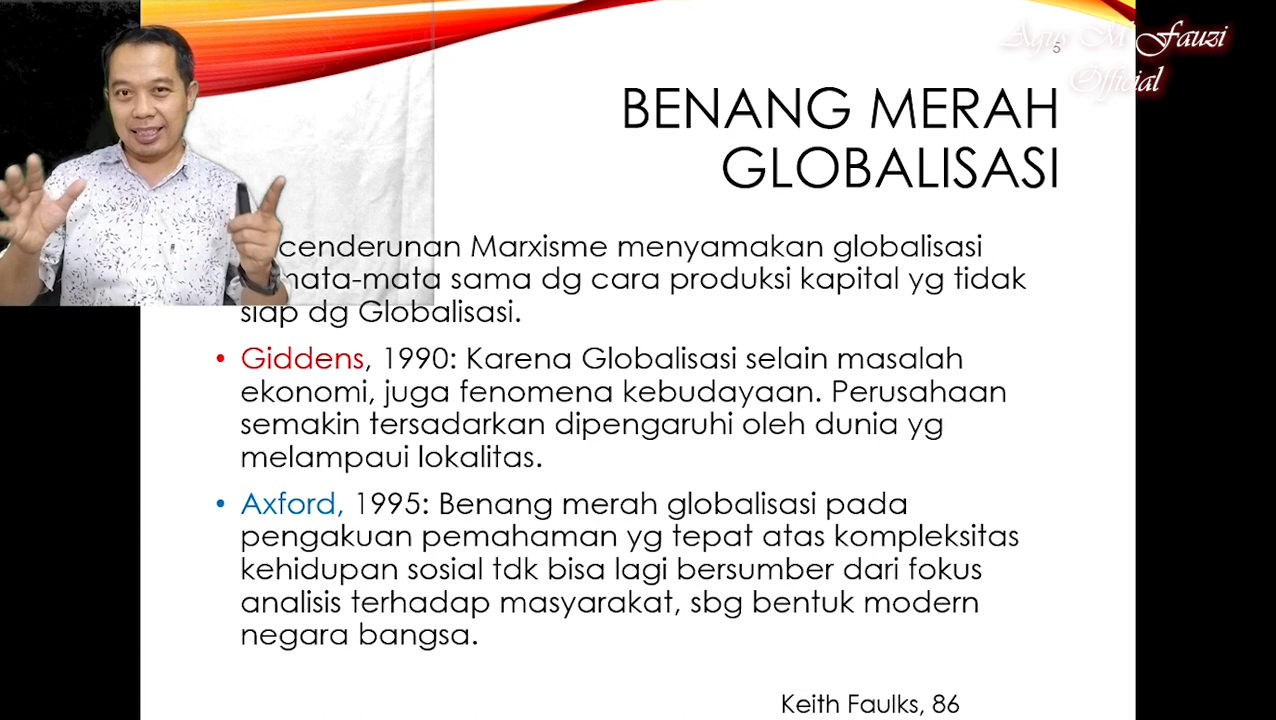 Agus M Fauzi
Official
5
BENANG MERAH
GLOBALISASI
cenderunan Marxisme menyamakan globalisasi
mata-mata sama dg cara produksi kapital yg tidak
siap dg Globalisasi.
• Giddens, 1990: Karena Globalisasi selain masalah
ekonomi, juga fenomena kebudayaan. Perusahaan
semakin tersadarkan dipengaruhi oleh dunia yg
melampaui lokalitas.
• Axford, 1995: Benang merah globalisasi pada
pengakuan pemahaman yg tepat atas kompleksitas
kehidupan sosial tdk bisa lagi bersumber dari fokus
analisis terhadap masyarakat, sbg bentuk modern
negara bangsa.
Keith Faulks, 86